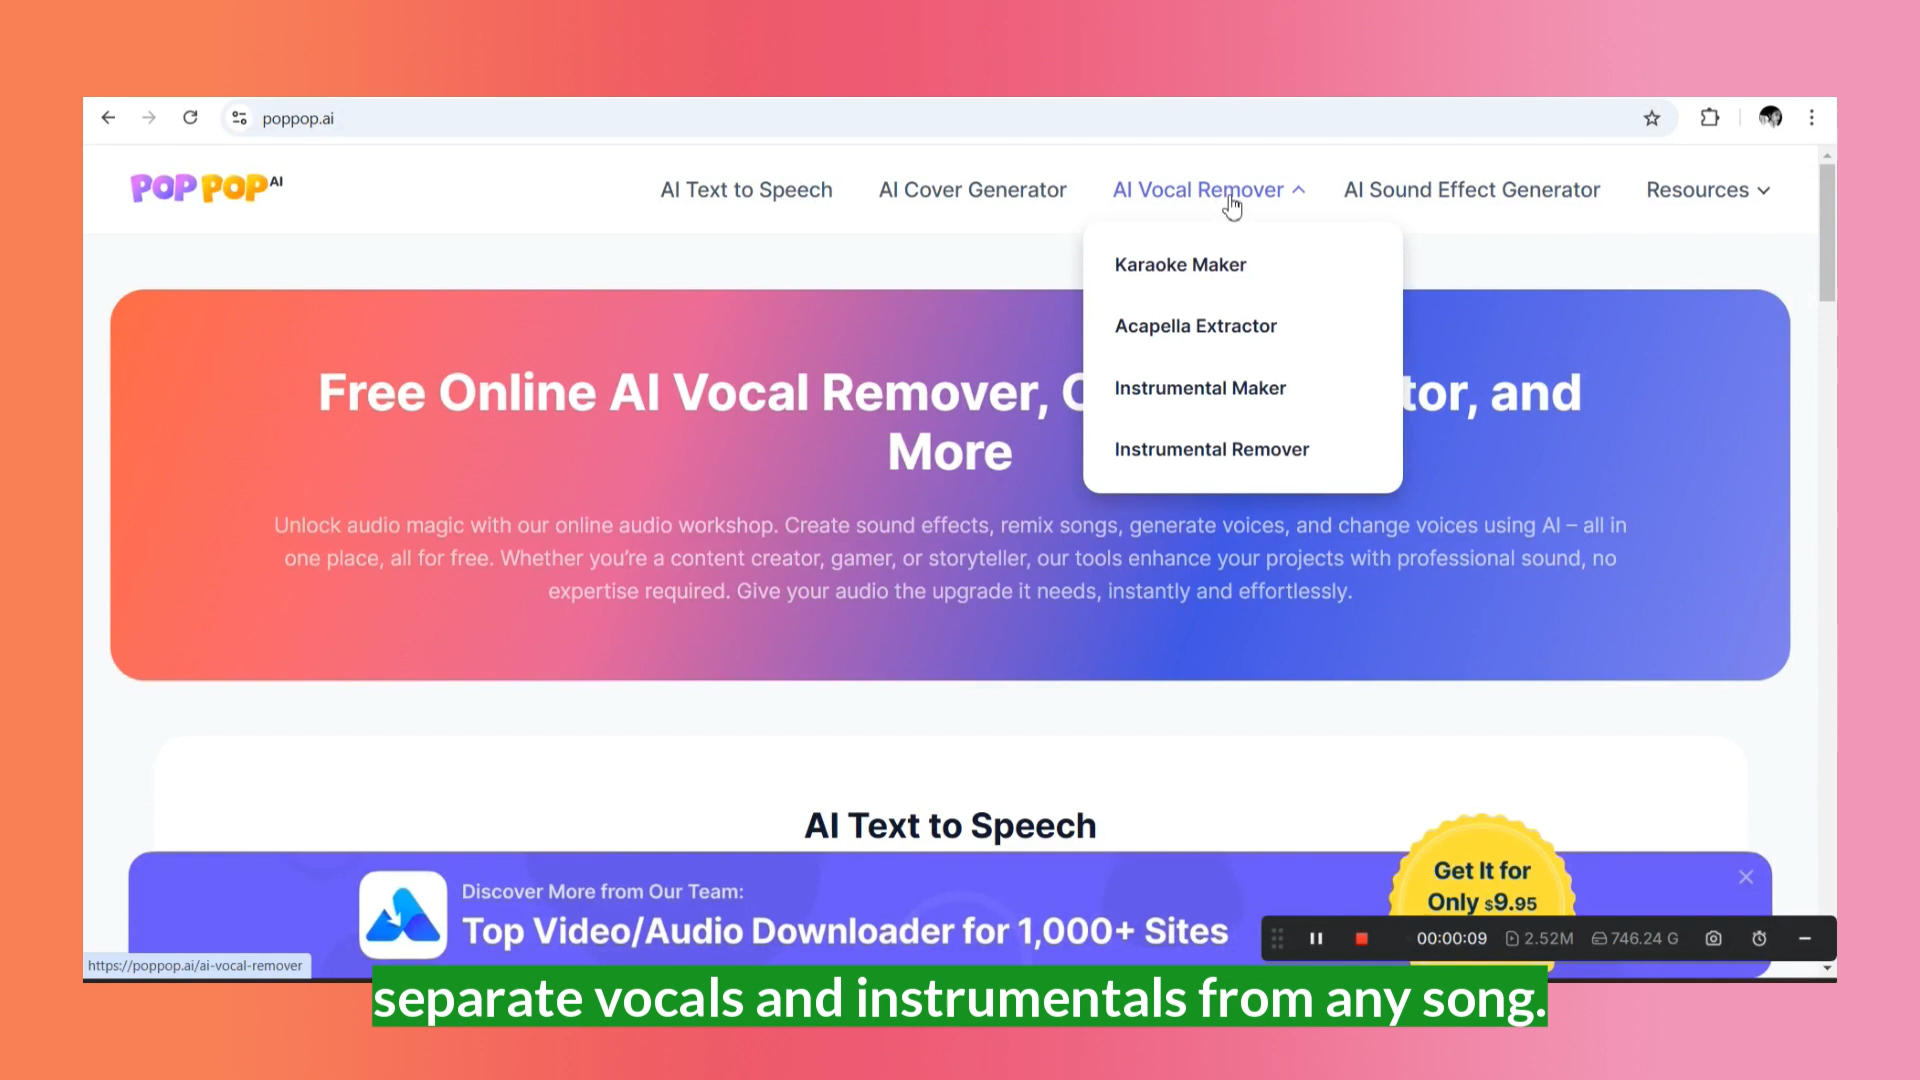 poppop.ai
POP POP AI
AI Text to Speech
AI Cover Generator
AI Vocal Remover
AI Sound Effect Generator
Resources
Karaoke Maker
Acapella Extractor
Instrumental Maker
Instrumental Remover
Free Online AI Vocal Remover, C tor, and
More
Unlock audio magic with our online audio workshop. Create sound effects, remix songs, generate voices, and change voices using AI – all in
one place, all for free. Whether you’re a content creator, gamer, or storyteller, our tools enhance your projects with professional sound, no
expertise required. Give your audio the upgrade it needs, instantly and effortlessly.
AI Text to Speech
Discover More from Our Team:
Top Video/Audio Downloader for 1,000+ Sites
Get It for
Only $9.95
00:00:09 2.52M 746.24 G
https://poppop.ai/ai-vocal-remover
separate vocals and instrumentals from any song.